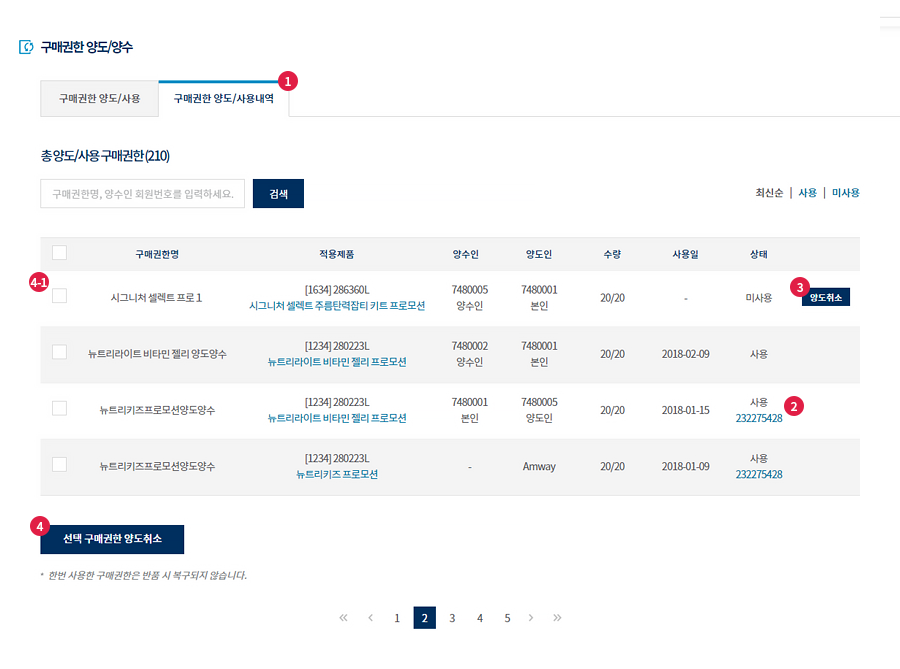 구매권한 양도/양수
구매권한 양도/사용
구매권한 양도/사용내역
1
총 양도/사용 구매권한 (210)
구매권한명, 양수인 회원번호를 입력하세요.
검색
최신순 | 사용 | 미사용
구매권한명 적용제품 양수인 양도인 수량 사용일 상태
4-1
시그니처 셀렉트 프로 1
[1634] 286360L
시그니처 셀렉트 주름탄력잡티 키트 프로모션
7480005
양수인
7480001
본인
20/20
-
미사용
3
양도취소
뉴트리라이트 비타민 젤리 양도양수
[1234] 280223L
뉴트리라이트 비타민 젤리 프로모션
7480002
양수인
7480001
본인
20/20
2018-02-09
사용
뉴트리키즈프로모션양도양수
[1234] 280223L
뉴트리라이트 비타민 젤리 프로모션
7480001
본인
7480005
양도인
20/20
2018-01-15
사용
232275428
2
뉴트리키즈프로모션양도양수
[1234] 280223L
뉴트리키즈 프로모션
-
Amway
20/20
2018-01-09
사용
232275428
4
선택 구매권한 양도취소
* 한번 사용한 구매권한은 반품 시 복구되지 않습니다.
« ‹ 1 2 3 4 5 › »